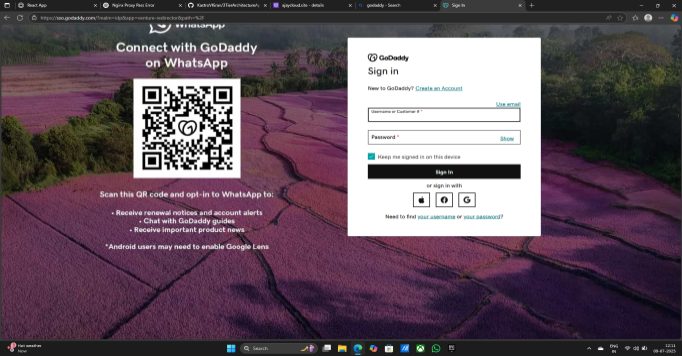 React App
Nginx Proxy Pass Error
KartikVWarao/3TierArchitectureA
ajaycloud.site - details
godaddy - Search
Sign In
https://sso.godaddy.com/?realm=idp&app=venture-redirector&path=%2F
WhatsApp
Connect with GoDaddy
on WhatsApp
Scan this QR code and opt-in to WhatsApp to:
• Receive renewal notices and account alerts
• Chat with GoDaddy guides
• Receive important product news
*Android users may need to enable Google Lens
GoDaddy
Sign in
New to GoDaddy? Create an Account
Use email
Username or Customer # *
Password *
Show
Keep me signed in on this device
Sign In
or sign in with
Need to find your username or your password?
Hot weather
Now
Search
ENG
IN
12:11
09-07-2025